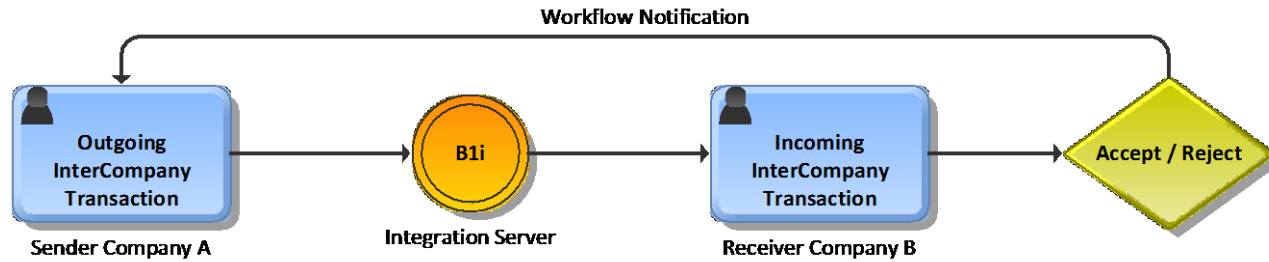 Workflow Notification
Outgoing
InterCompany
Transaction
Sender Company A
B1i
Integration Server
Incoming
InterCompany
Transaction
Receiver Company B
Accept / Reject